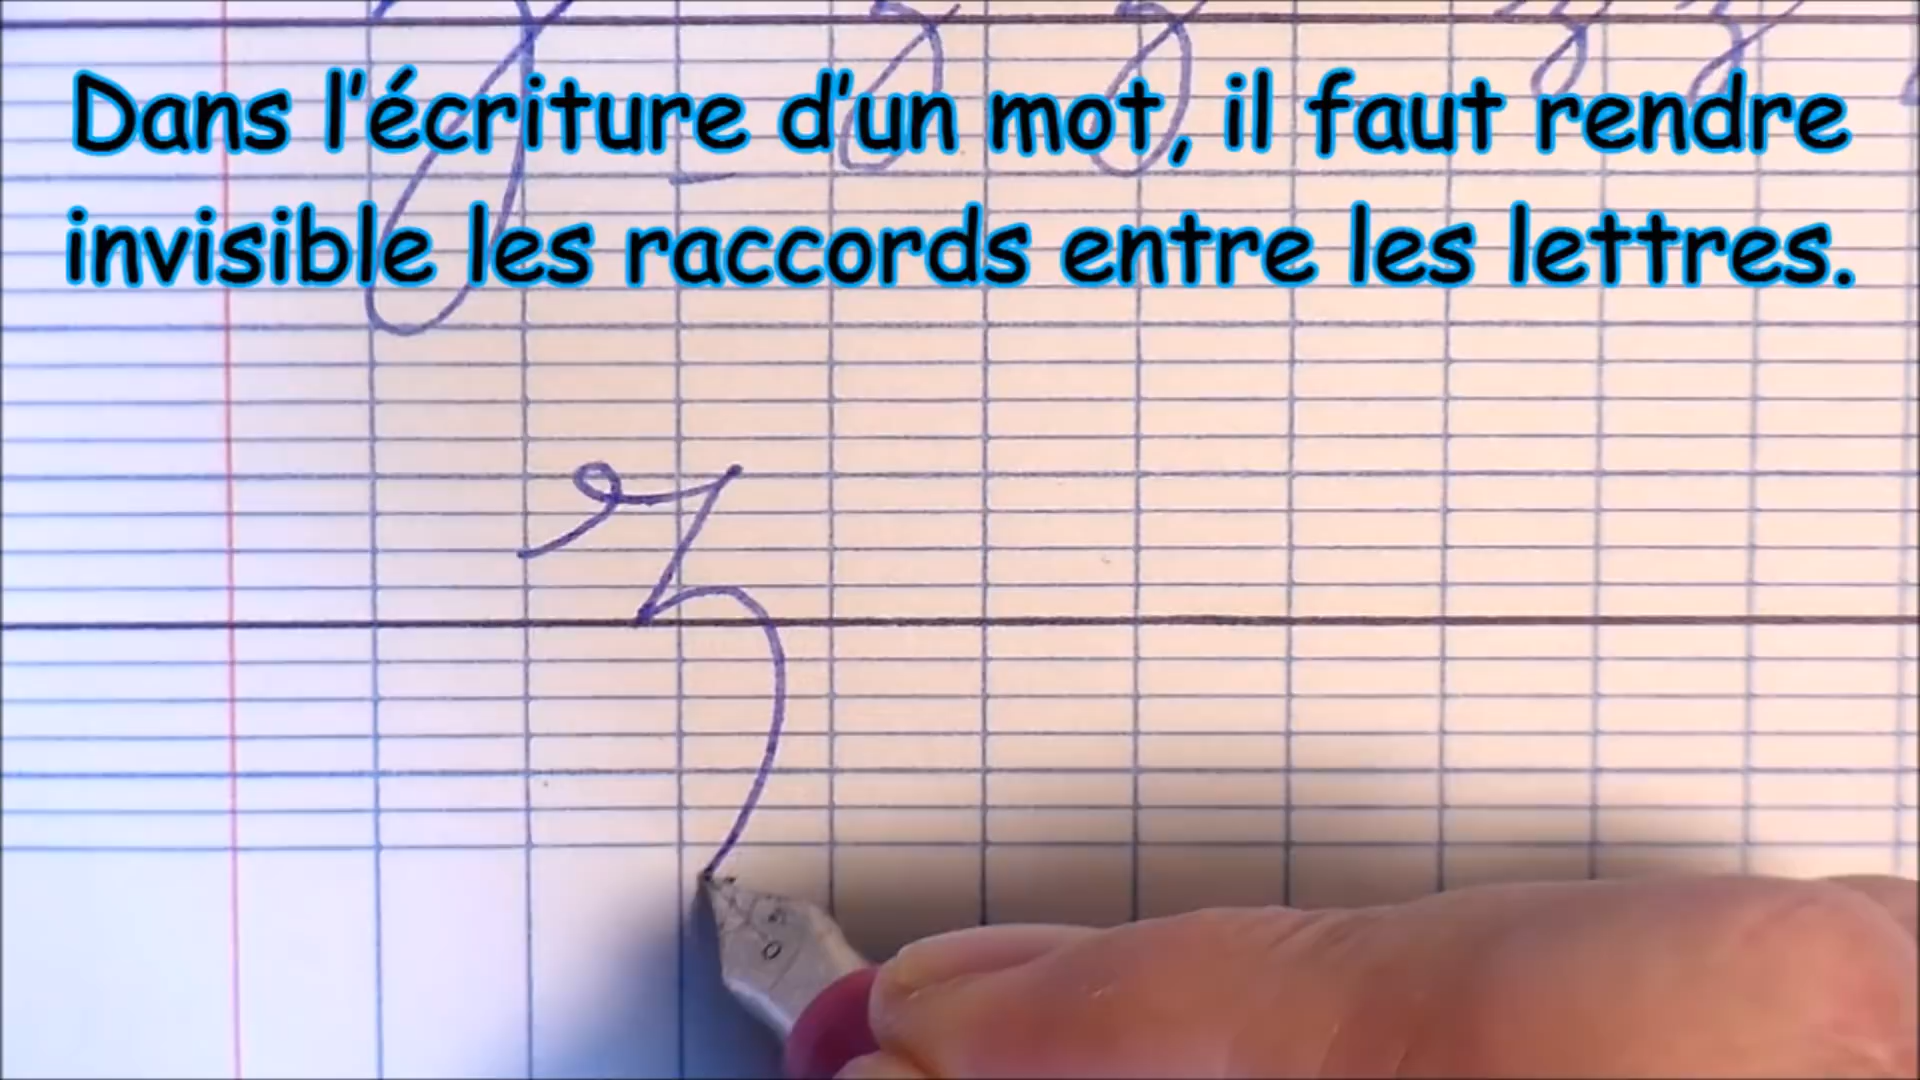 Dans l'écriture d'un mot, il faut rendre
invisible les raccords entre les lettres.